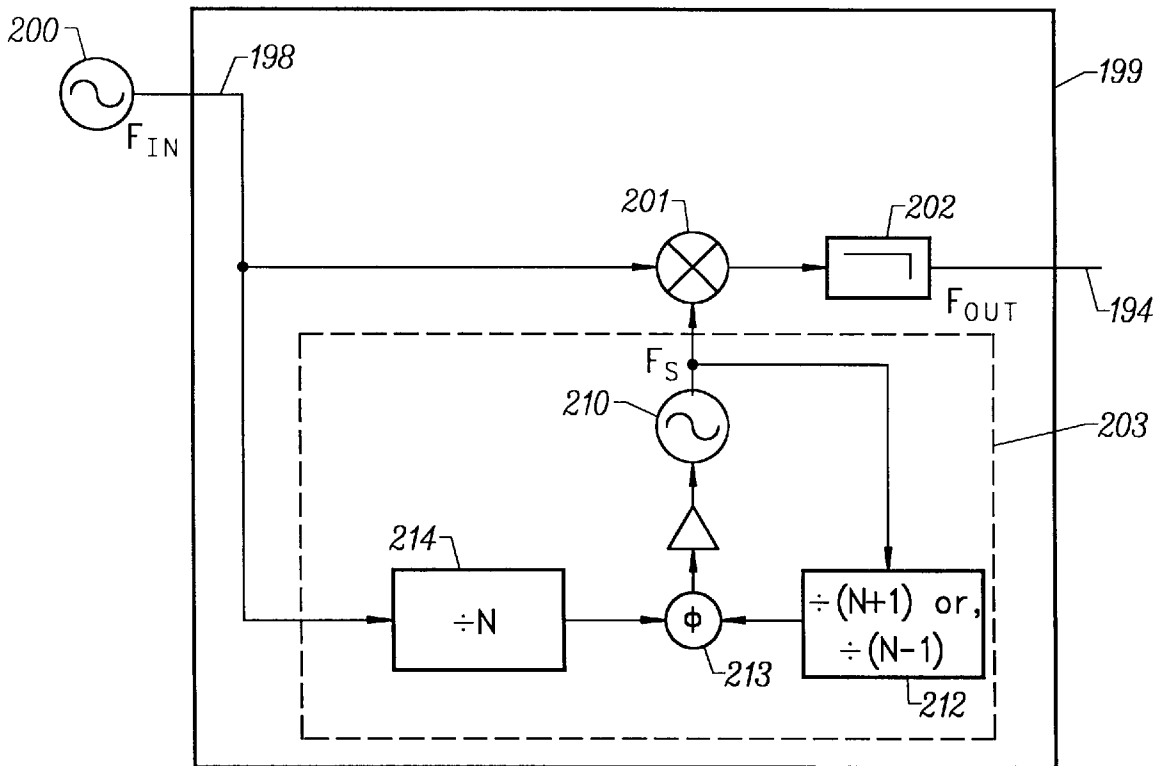 200
198
199
F_IN
201
202
F_OUT
194
F_S
210
203
214
÷N
Φ
213
÷(N+1) or,
÷(N-1)
212